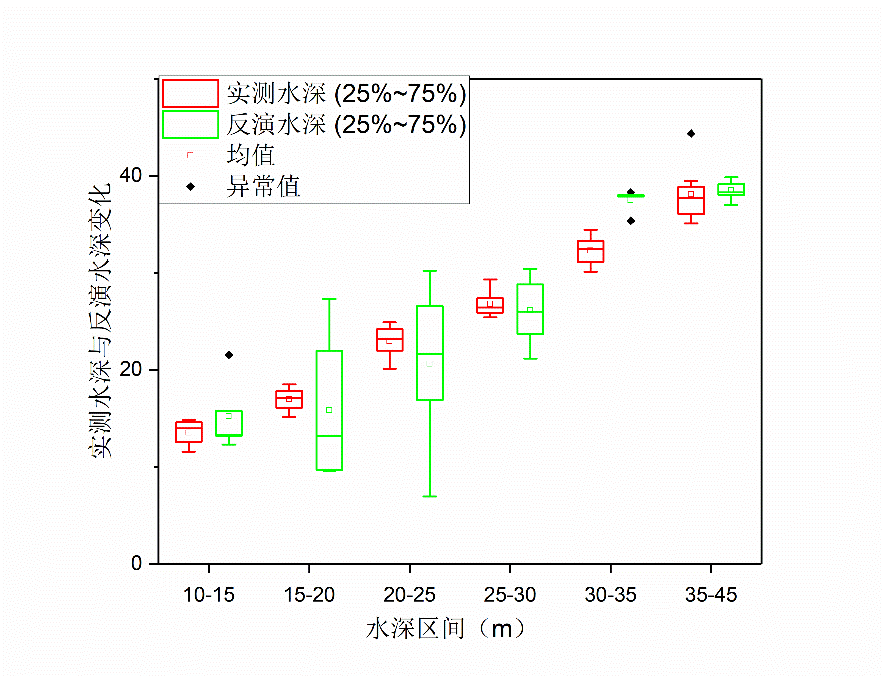 实测水深 (25%~75%)
反演水深 (25%~75%)
均值
异常值
实测水深与反演水深变化
40
20
0
10-15 15-20 20-25 25-30 30-35 35-45
水深区间（m）